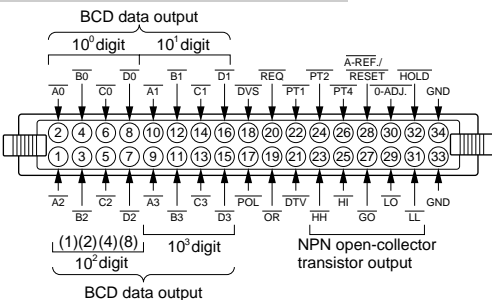 BCD data output
10⁰ digit 10¹ digit
A-REF./
B0 D0 B1 D1 REQ PT2 RESET HOLD
A0 C0 A1 C1 DVS PT1 PT4 0-ADJ. GND
2 4 6 8 10 12 14 16 18 20 22 24 26 28 30 32 34
1 3 5 7 9 11 13 15 17 19 21 23 25 27 29 31 33
A2 C2 A3 C3 POL DTV HI LO GND
B2 D2 B3 D3 OR HH GO LL
(1)(2)(4)(8) 10³ digit NPN open-collector
10² digit transistor output
BCD data output